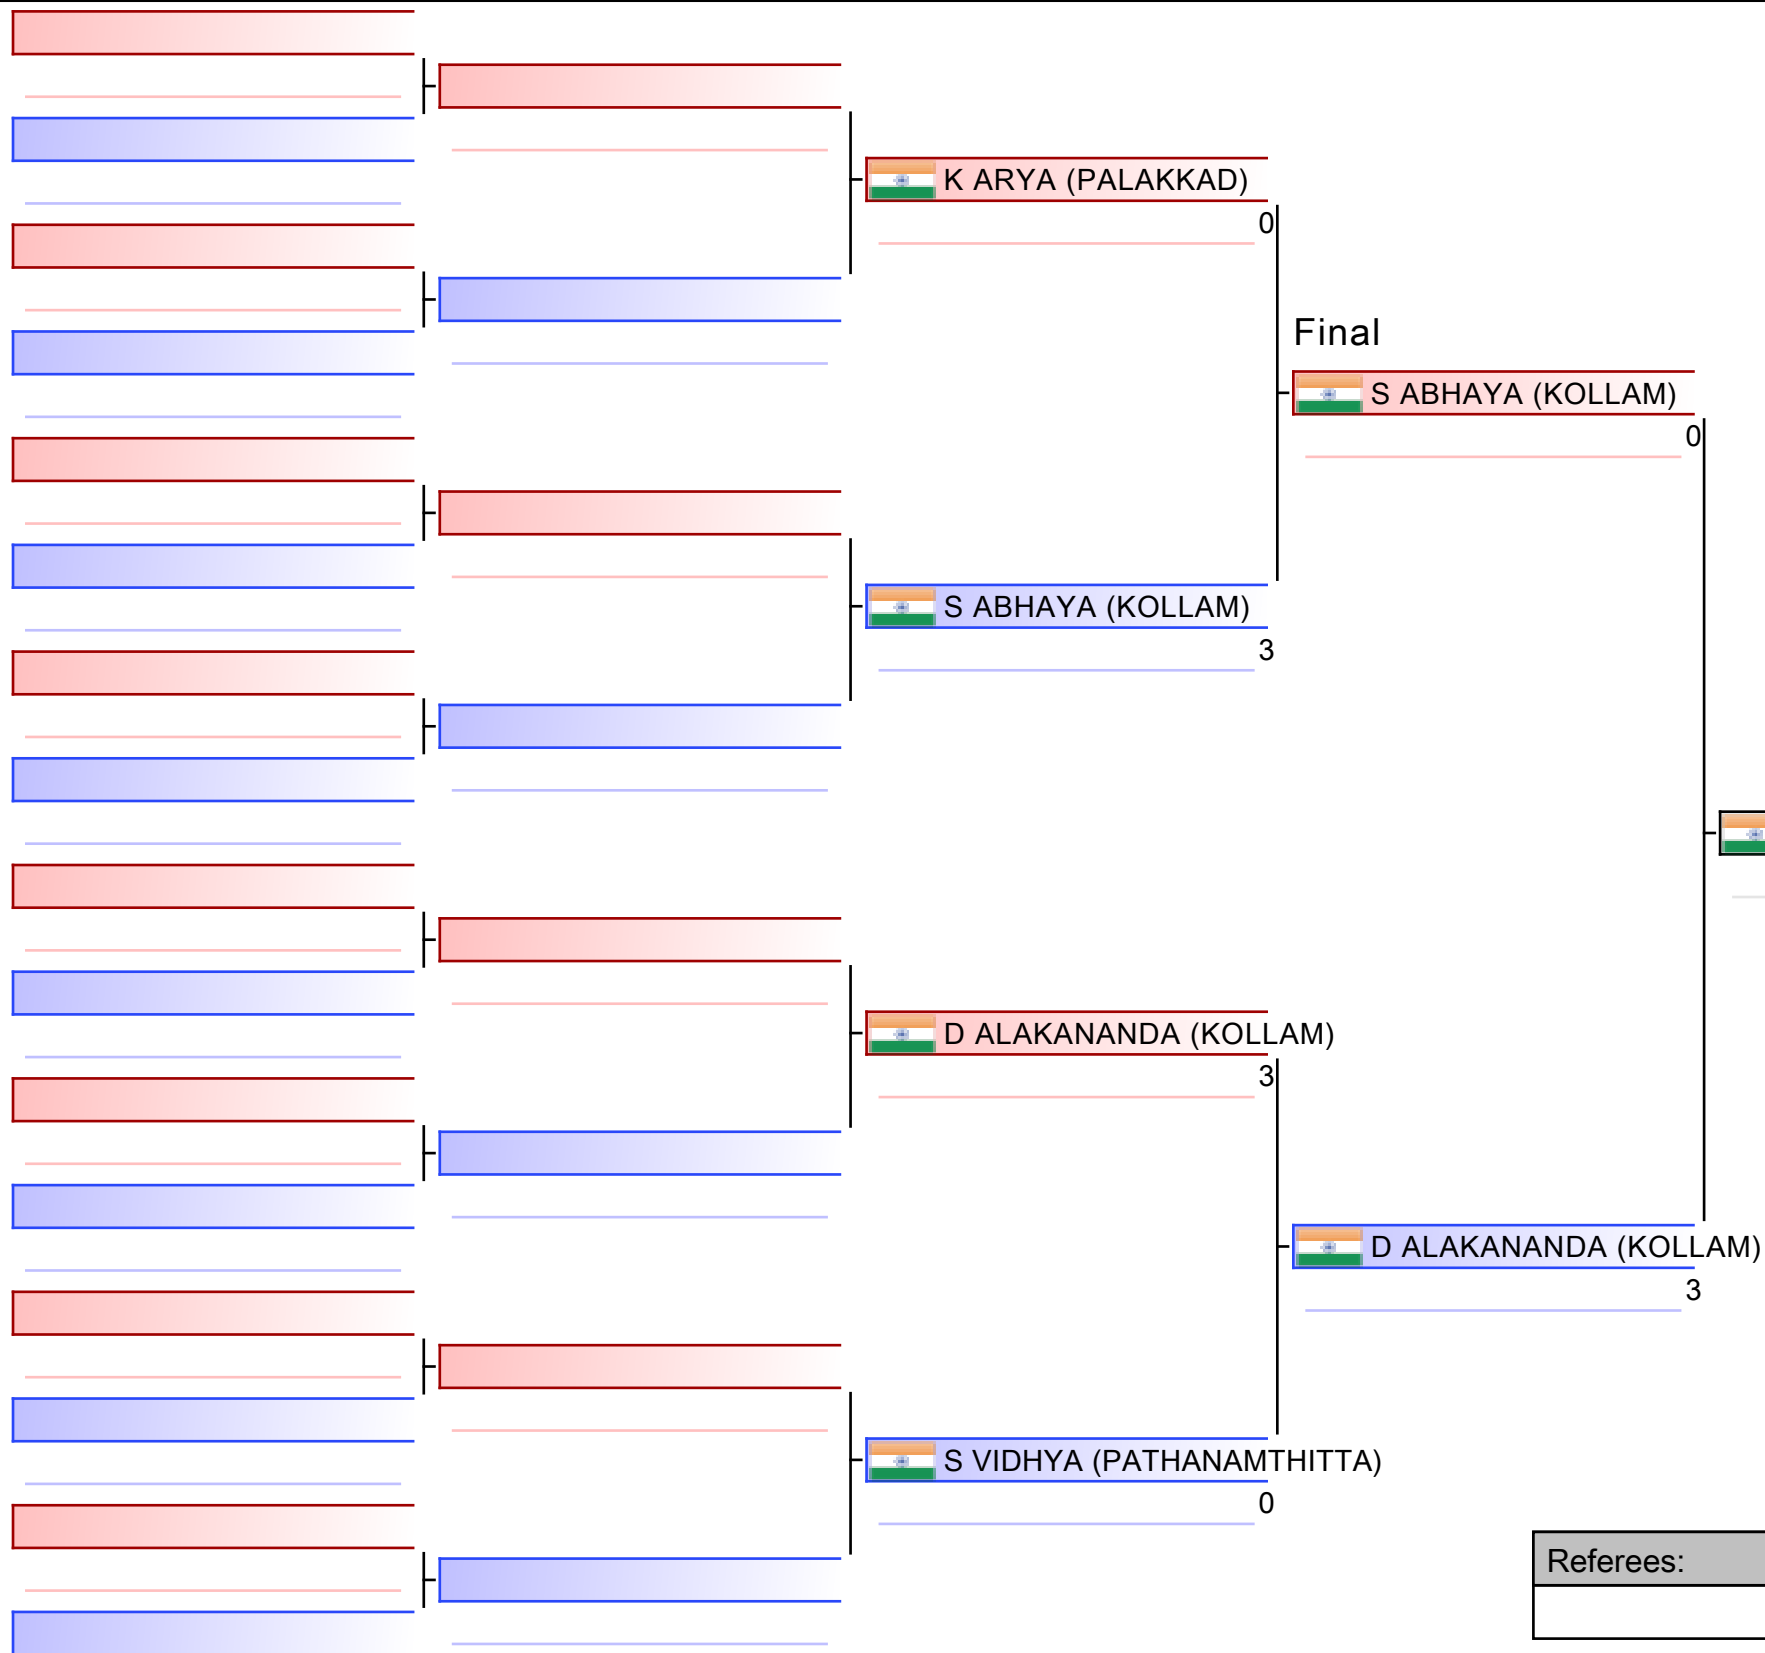 K ARYA (PALAKKAD)
0
Final
S ABHAYA (KOLLAM)
0
S ABHAYA (KOLLAM)
3
D ALAKANANDA (KOLLAM)
3
D ALAKANANDA (KOLLAM)
3
S VIDHYA (PATHANAMTHITTA)
0
Referees: